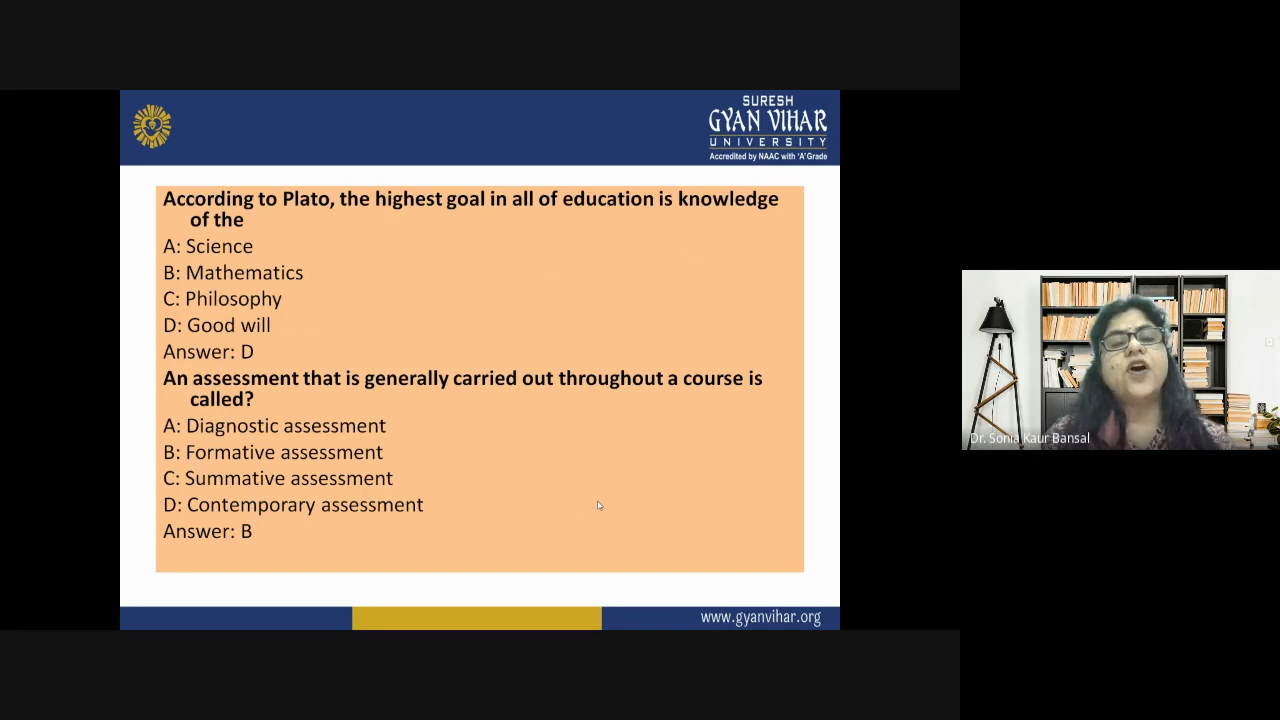 SURESH
GYAN VIHAR
UNIVERSITY
Accredited by NAAC with 'A' Grade
According to Plato, the highest goal in all of education is knowledge
of the
A: Science
B: Mathematics
C: Philosophy
D: Good will
Answer: D
An assessment that is generally carried out throughout a course is
called?
A: Diagnostic assessment
B: Formative assessment
C: Summative assessment
D: Contemporary assessment
Answer: B
www.gyanvihar.org
Dr. Sonia Kaur Bansal